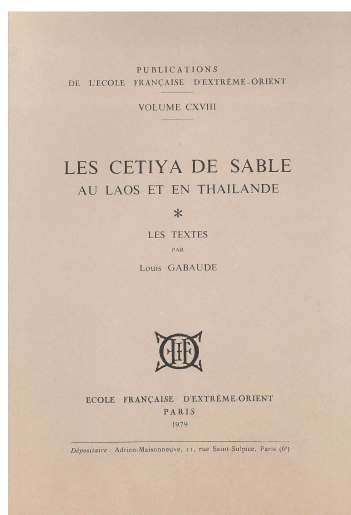 PUBLICATIONS
DE L'ECOLE FRANÇAISE D'EXTRÊME-ORIENT
VOLUME CXVIII
LES CETIYA DE SABLE
AU LAOS ET EN THAILANDE
*
LES TEXTES
PAR
Louis GABAUDE
ECOLE FRANÇAISE D'EXTRÊME-ORIENT
PARIS
1979
Dépositaire : Adrien-Maisonneuve, 11, rue Saint-Sulpice, Paris (6e)